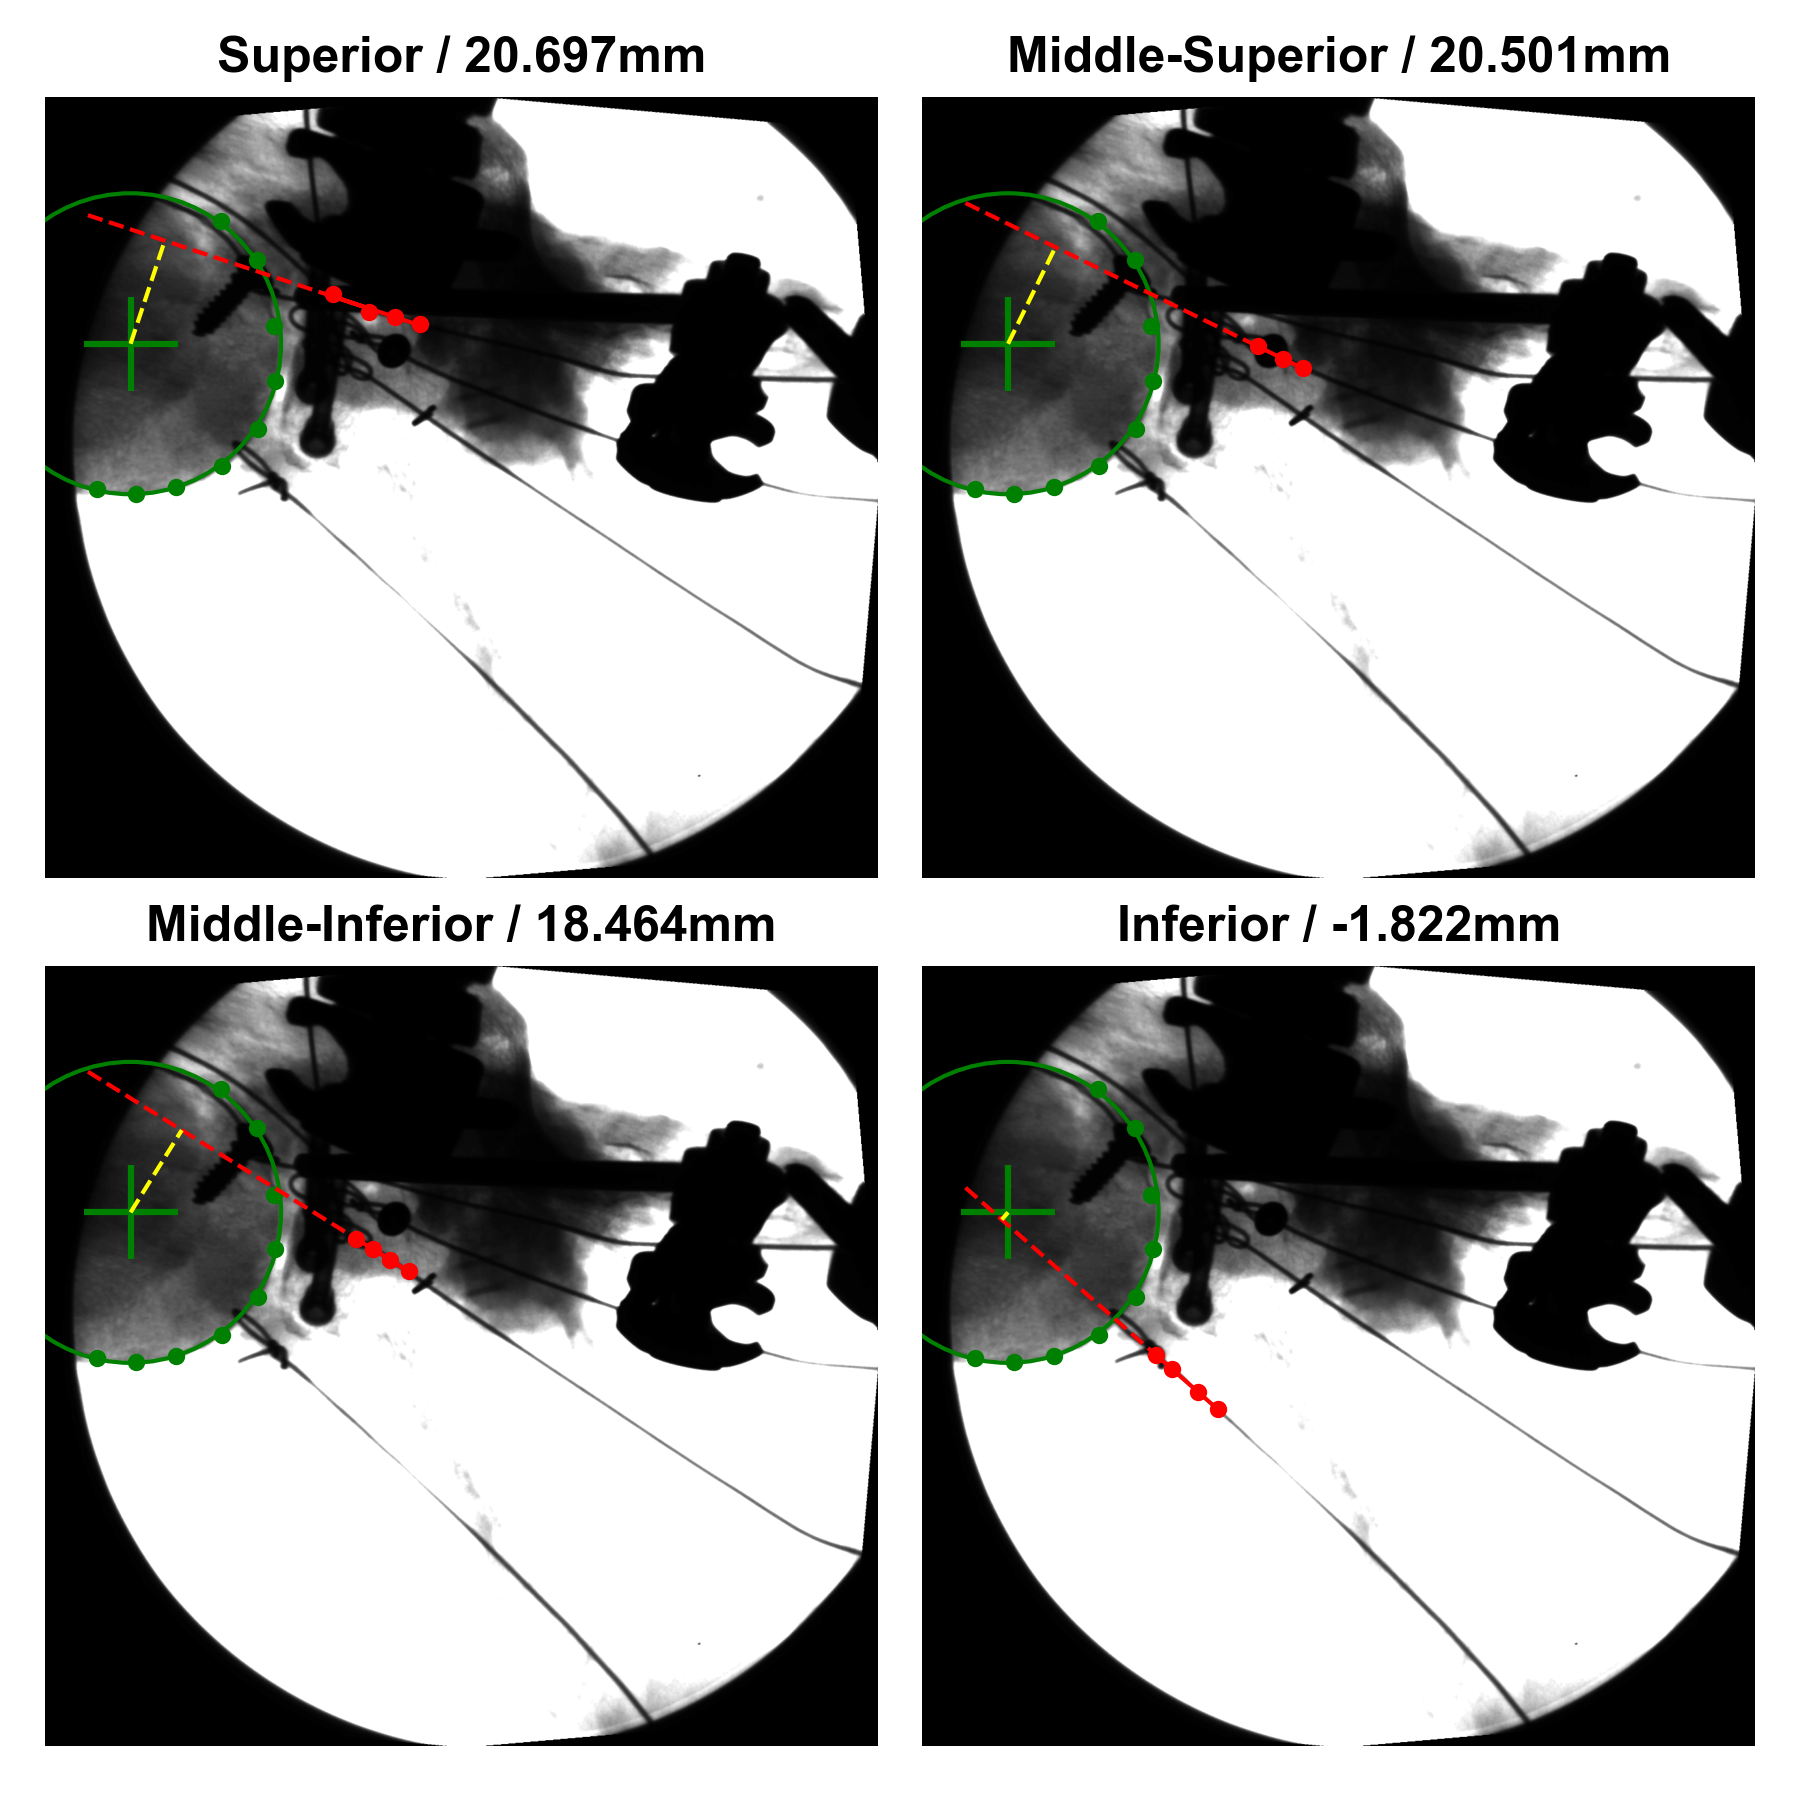 Superior / 20.697mm
Middle-Superior / 20.501mm
Middle-Inferior / 18.464mm
Inferior / -1.822mm